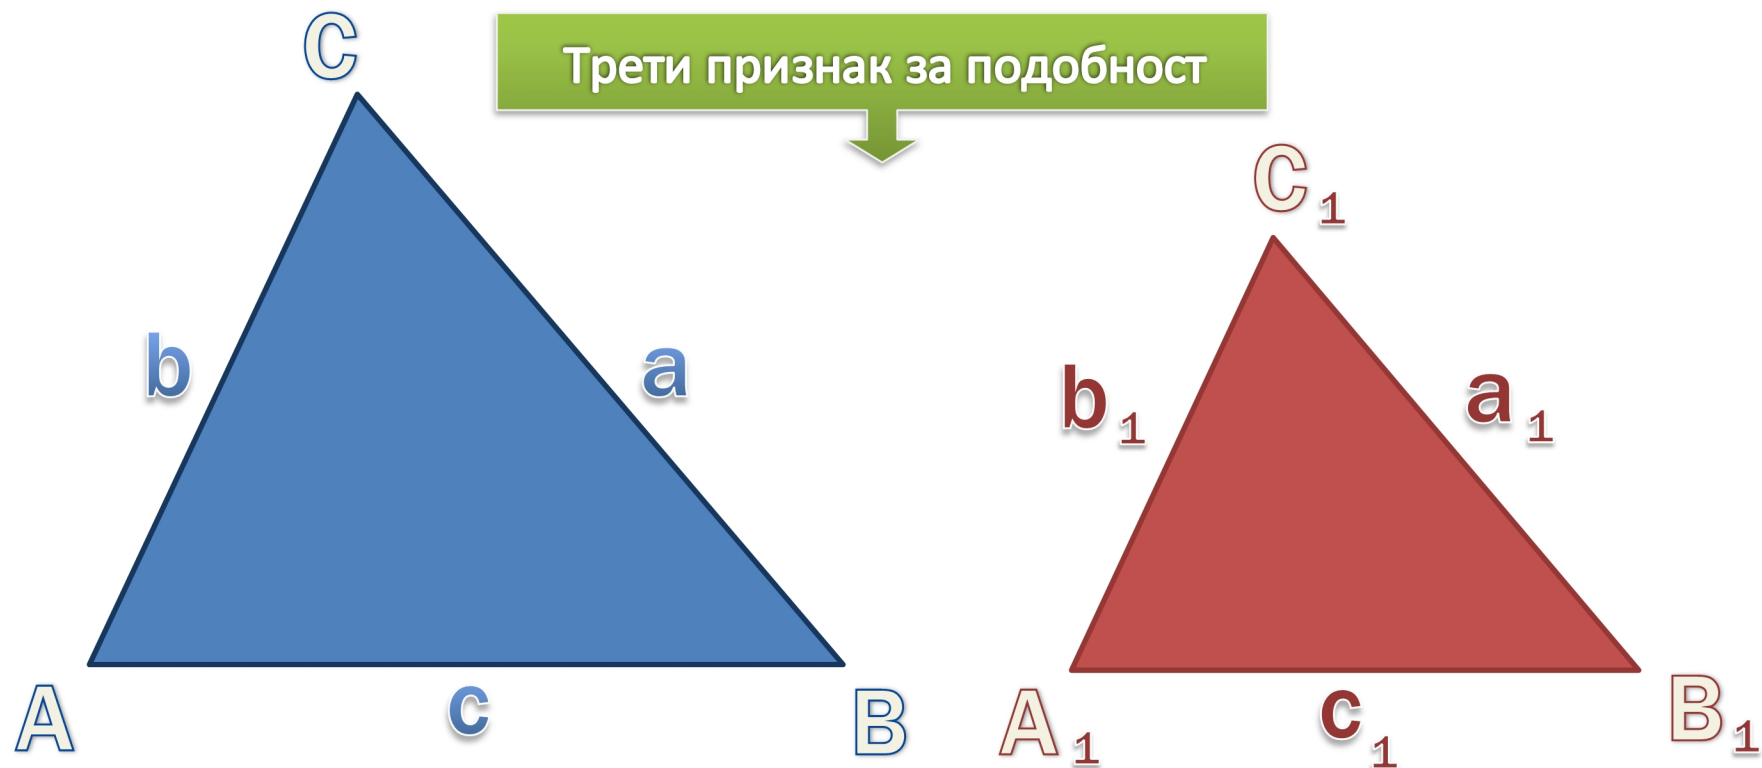 Трети признак за подобност
C
C₁
b
a
b₁
a₁
A
c
B
A₁
c₁
B₁